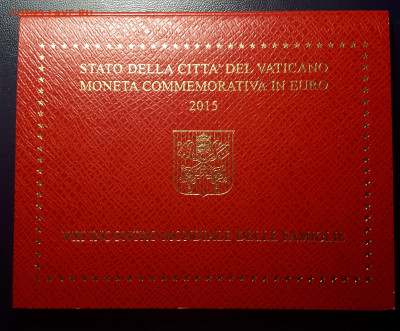 STATO DELLA CITTA' DEL VATICANO
MONETA COMMEMORATIVA IN EURO
2015
VIII INCONTRO MONDIALE DELLE FAMIGLIE